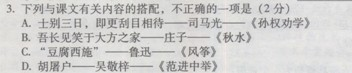 3. 下列与课文有关内容的搭配，不正确的一项是（2 分）
A. 士别三日，即更刮目相待——司马光——《孙权劝学》
B. 吾长见笑于大方之家——庄子——《秋水》
C. “豆腐西施”——鲁迅——《风筝》
D. 胡屠户——吴敬梓——《范进中举》